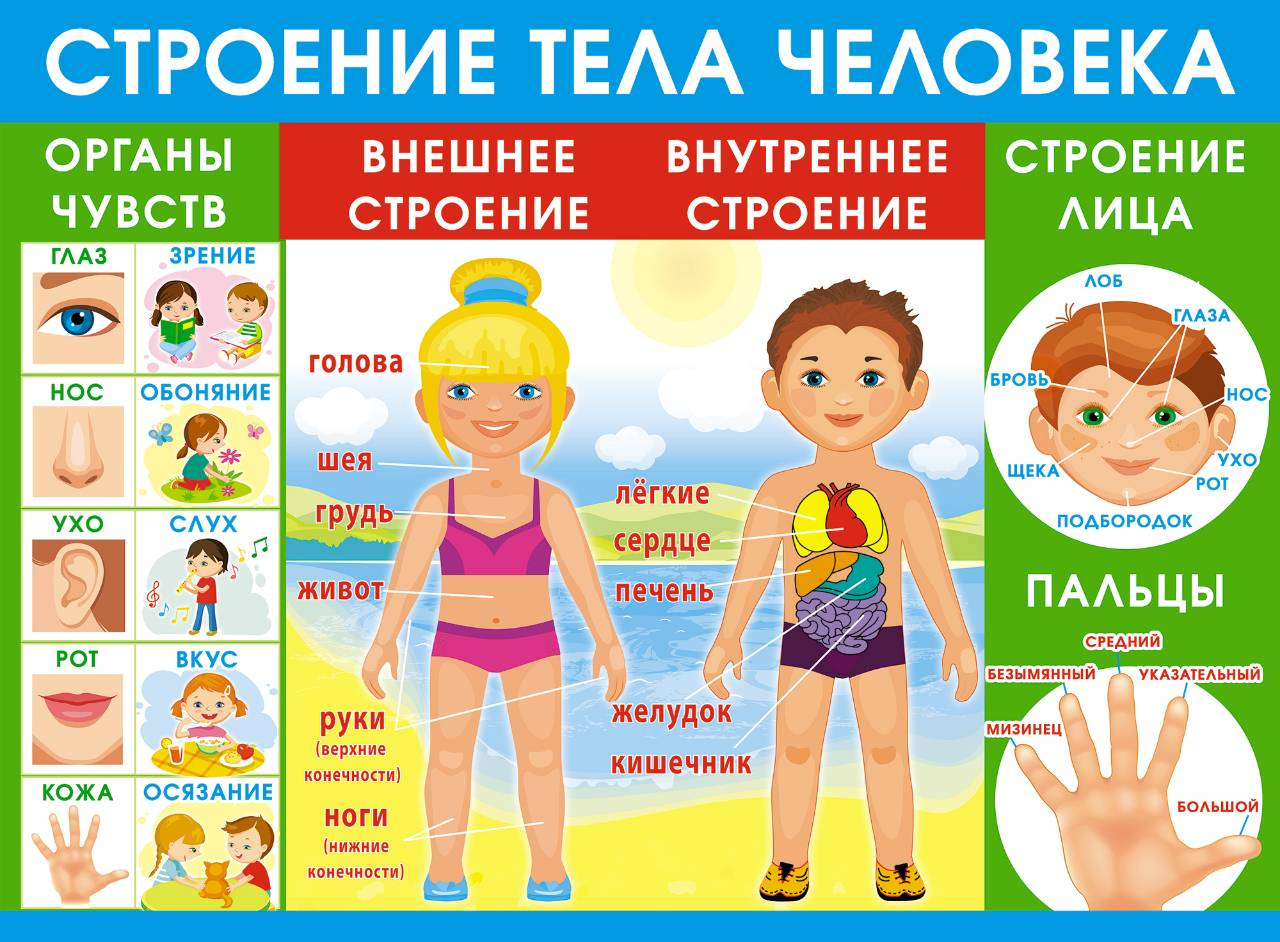 СТРОЕНИЕ ТЕЛА ЧЕЛОВЕКА
ОРГАНЫ
ЧУВСТВ
ГЛАЗ
ЗРЕНИЕ
НОС
ОБОНЯНИЕ
УХО
СЛУХ
РОТ
ВКУС
КОЖА
ОСЯЗАНИЕ
ВНЕШНЕЕ
СТРОЕНИЕ
голова
шея
грудь
живот
руки
(верхние
конечности)
ноги
(нижние
конечности)
ВНУТРЕННЕЕ
СТРОЕНИЕ
лёгкие
сердце
печень
желудок
кишечник
СТРОЕНИЕ
ЛИЦА
ЛОБ
ГЛАЗА
БРОВЬ
НОС
ЩЕКА
УХО
РОТ
ПОДБОРОДОК
ПАЛЬЦЫ
СРЕДНИЙ
БЕЗЫМЯННЫЙ
УКАЗАТЕЛЬНЫЙ
МИЗИНЕЦ
БОЛЬШОЙ